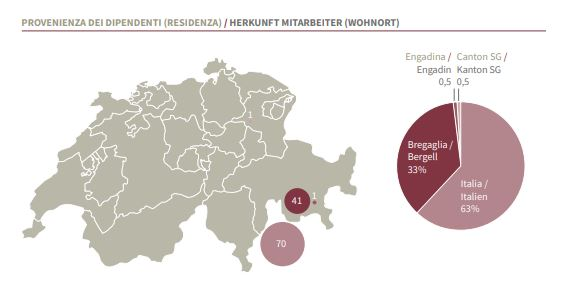 PROVENIENZA DEI DIPENDENTI (RESIDENZA) / HERKUNFT MITARBEITER (WOHNORT)
1
41
1
70
Engadina /
Engadin
0,5
Canton SG /
Kanton SG
0,5
Bregaglia /
Bergell
33%
Italia /
Italien
63%